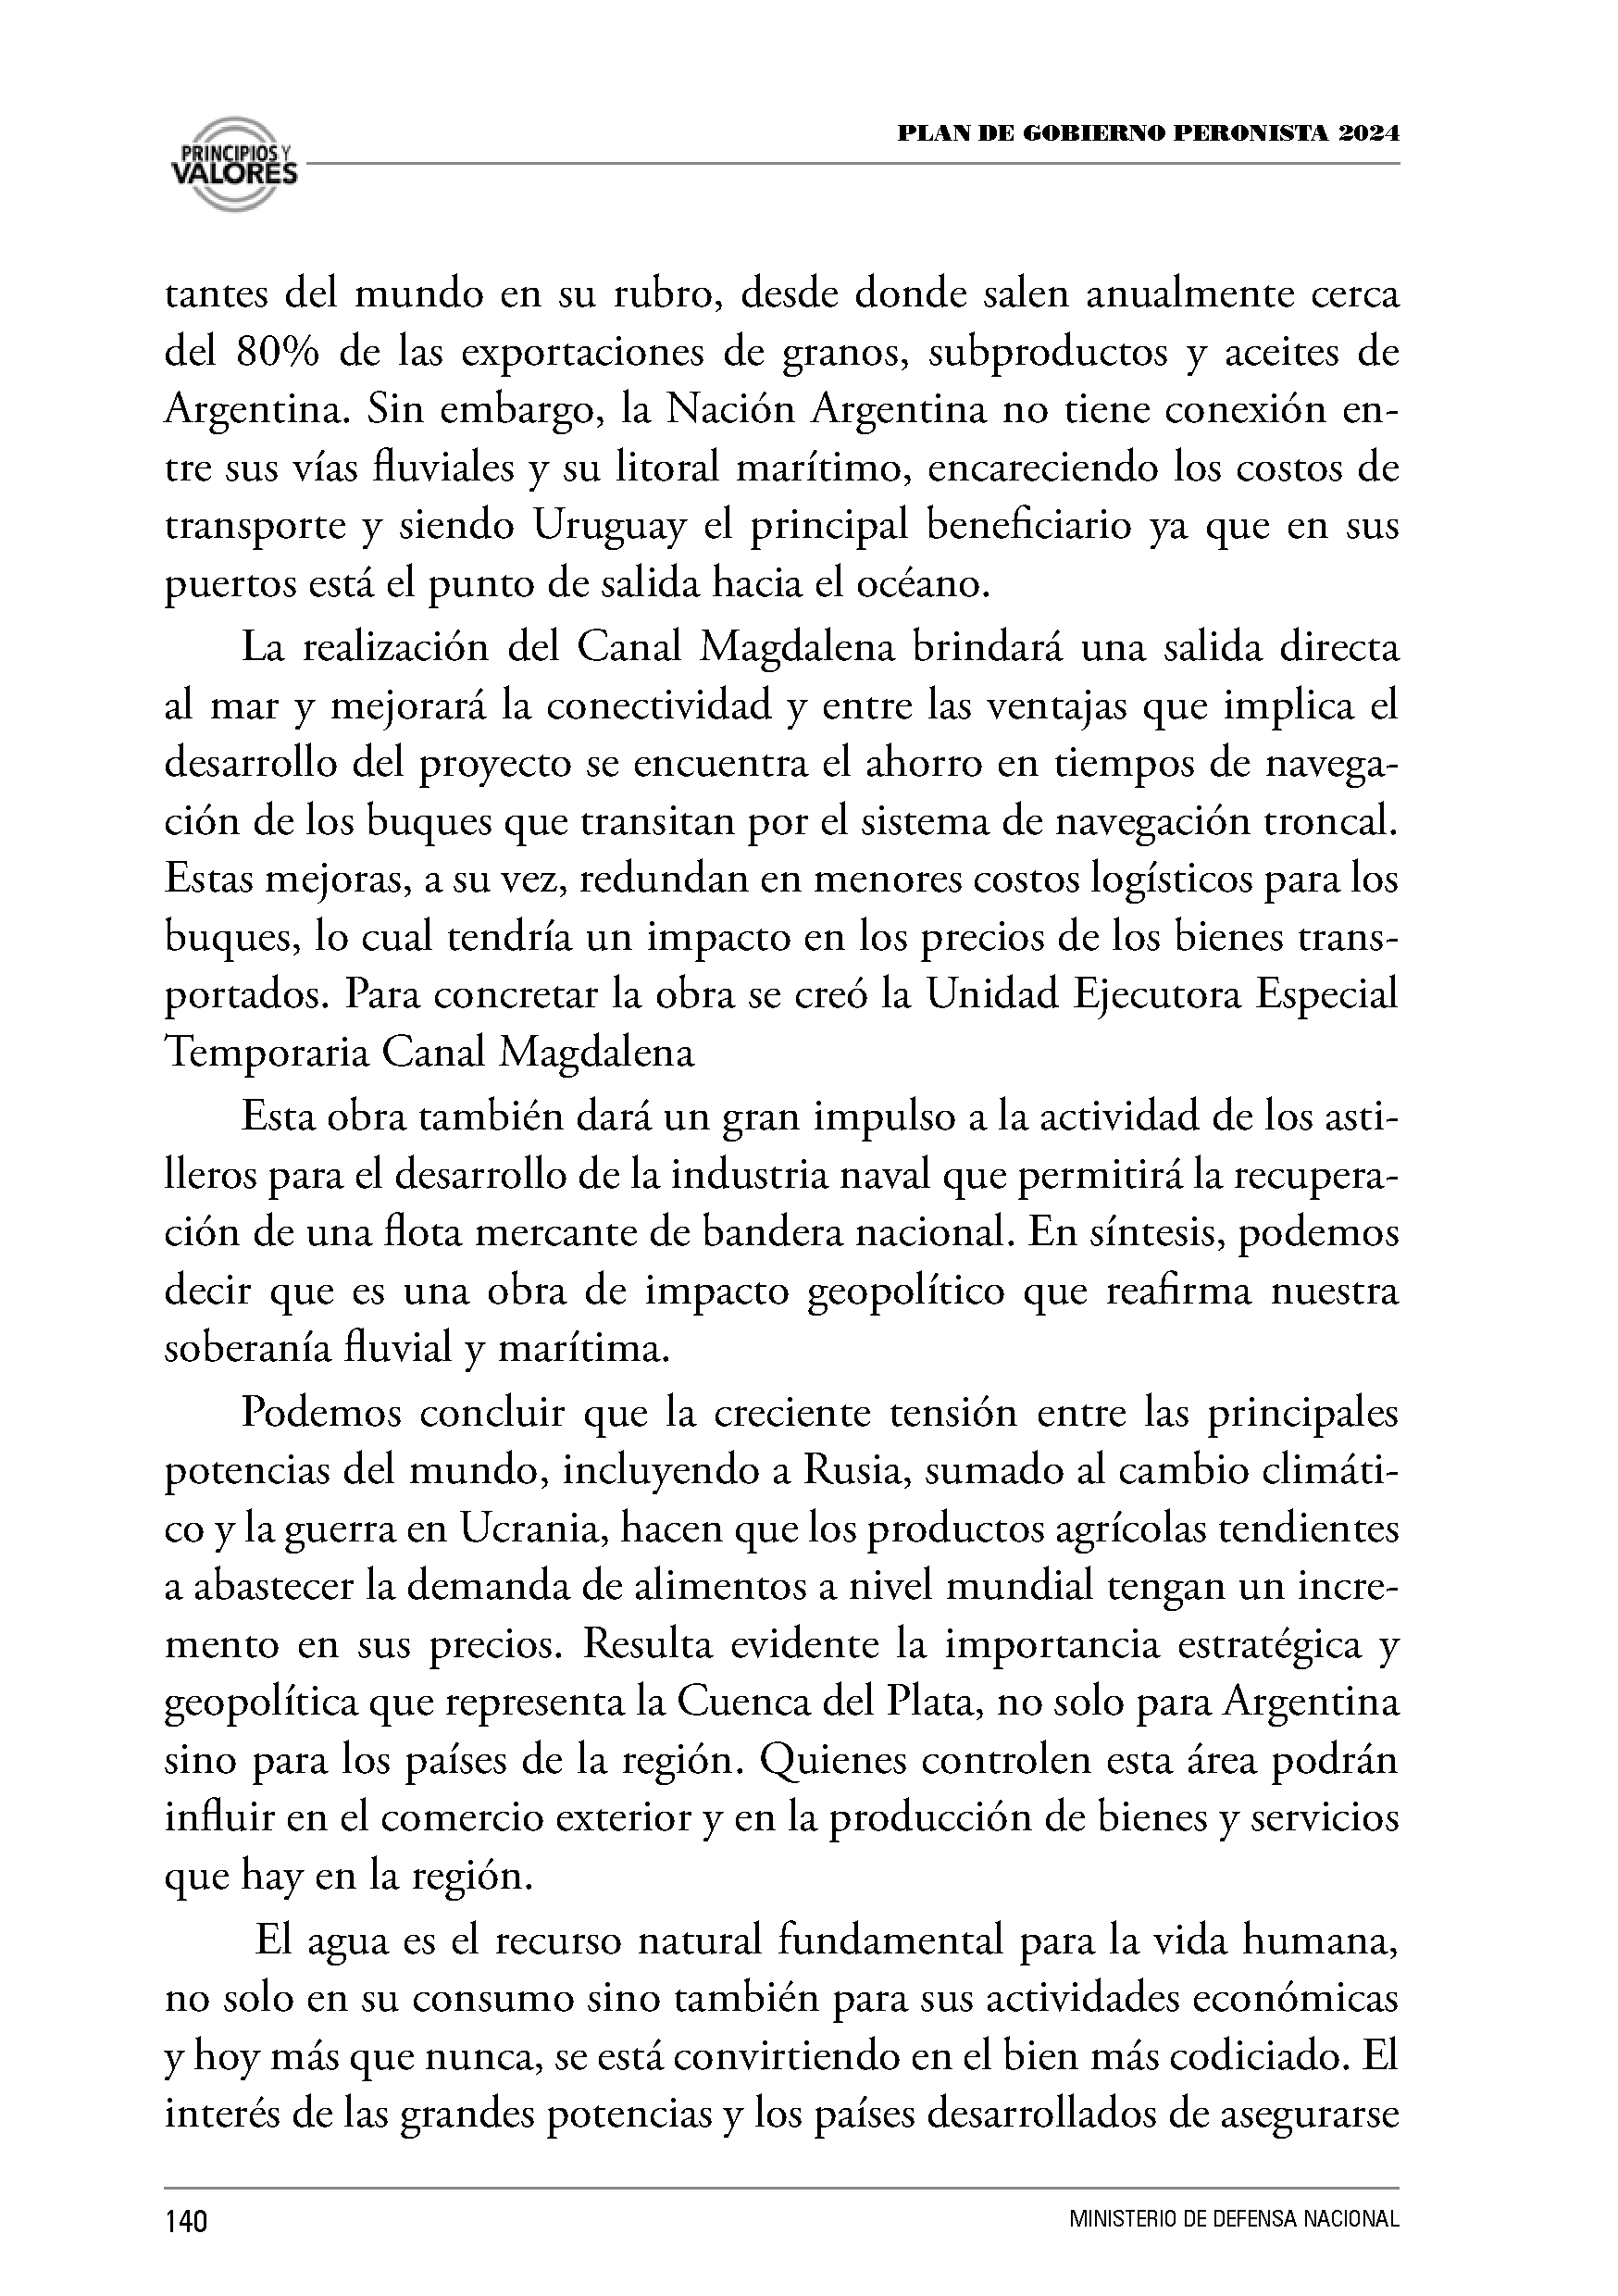 PRINCIPIOS Y
VALORES
PLAN DE GOBIERNO PERONISTA 2024
tantes del mundo en su rubro, desde donde salen anualmente cerca
del 80% de las exportaciones de granos, subproductos y aceites de
Argentina. Sin embargo, la Nación Argentina no tiene conexión en-
tre sus vías fluviales y su litoral marítimo, encareciendo los costos de
transporte y siendo Uruguay el principal beneficiario ya que en sus
puertos está el punto de salida hacia el océano.
La realización del Canal Magdalena brindará una salida directa
al mar y mejorará la conectividad y entre las ventajas que implica el
desarrollo del proyecto se encuentra el ahorro en tiempos de navega-
ción de los buques que transitan por el sistema de navegación troncal.
Estas mejoras, a su vez, redundan en menores costos logísticos para los
buques, lo cual tendría un impacto en los precios de los bienes trans-
portados. Para concretar la obra se creó la Unidad Ejecutora Especial
Temporaria Canal Magdalena
Esta obra también dará un gran impulso a la actividad de los asti-
lleros para el desarrollo de la industria naval que permitirá la recupera-
ción de una flota mercante de bandera nacional. En síntesis, podemos
decir que es una obra de impacto geopolítico que reafirma nuestra
soberanía fluvial y marítima.
Podemos concluir que la creciente tensión entre las principales
potencias del mundo, incluyendo a Rusia, sumado al cambio climáti-
co y la guerra en Ucrania, hacen que los productos agrícolas tendientes
a abastecer la demanda de alimentos a nivel mundial tengan un incre-
mento en sus precios. Resulta evidente la importancia estratégica y
geopolítica que representa la Cuenca del Plata, no solo para Argentina
sino para los países de la región. Quienes controlen esta área podrán
influir en el comercio exterior y en la producción de bienes y servicios
que hay en la región.
El agua es el recurso natural fundamental para la vida humana,
no solo en su consumo sino también para sus actividades económicas
y hoy más que nunca, se está convirtiendo en el bien más codiciado. El
interés de las grandes potencias y los países desarrollados de asegurarse
140
MINISTERIO DE DEFENSA NACIONAL